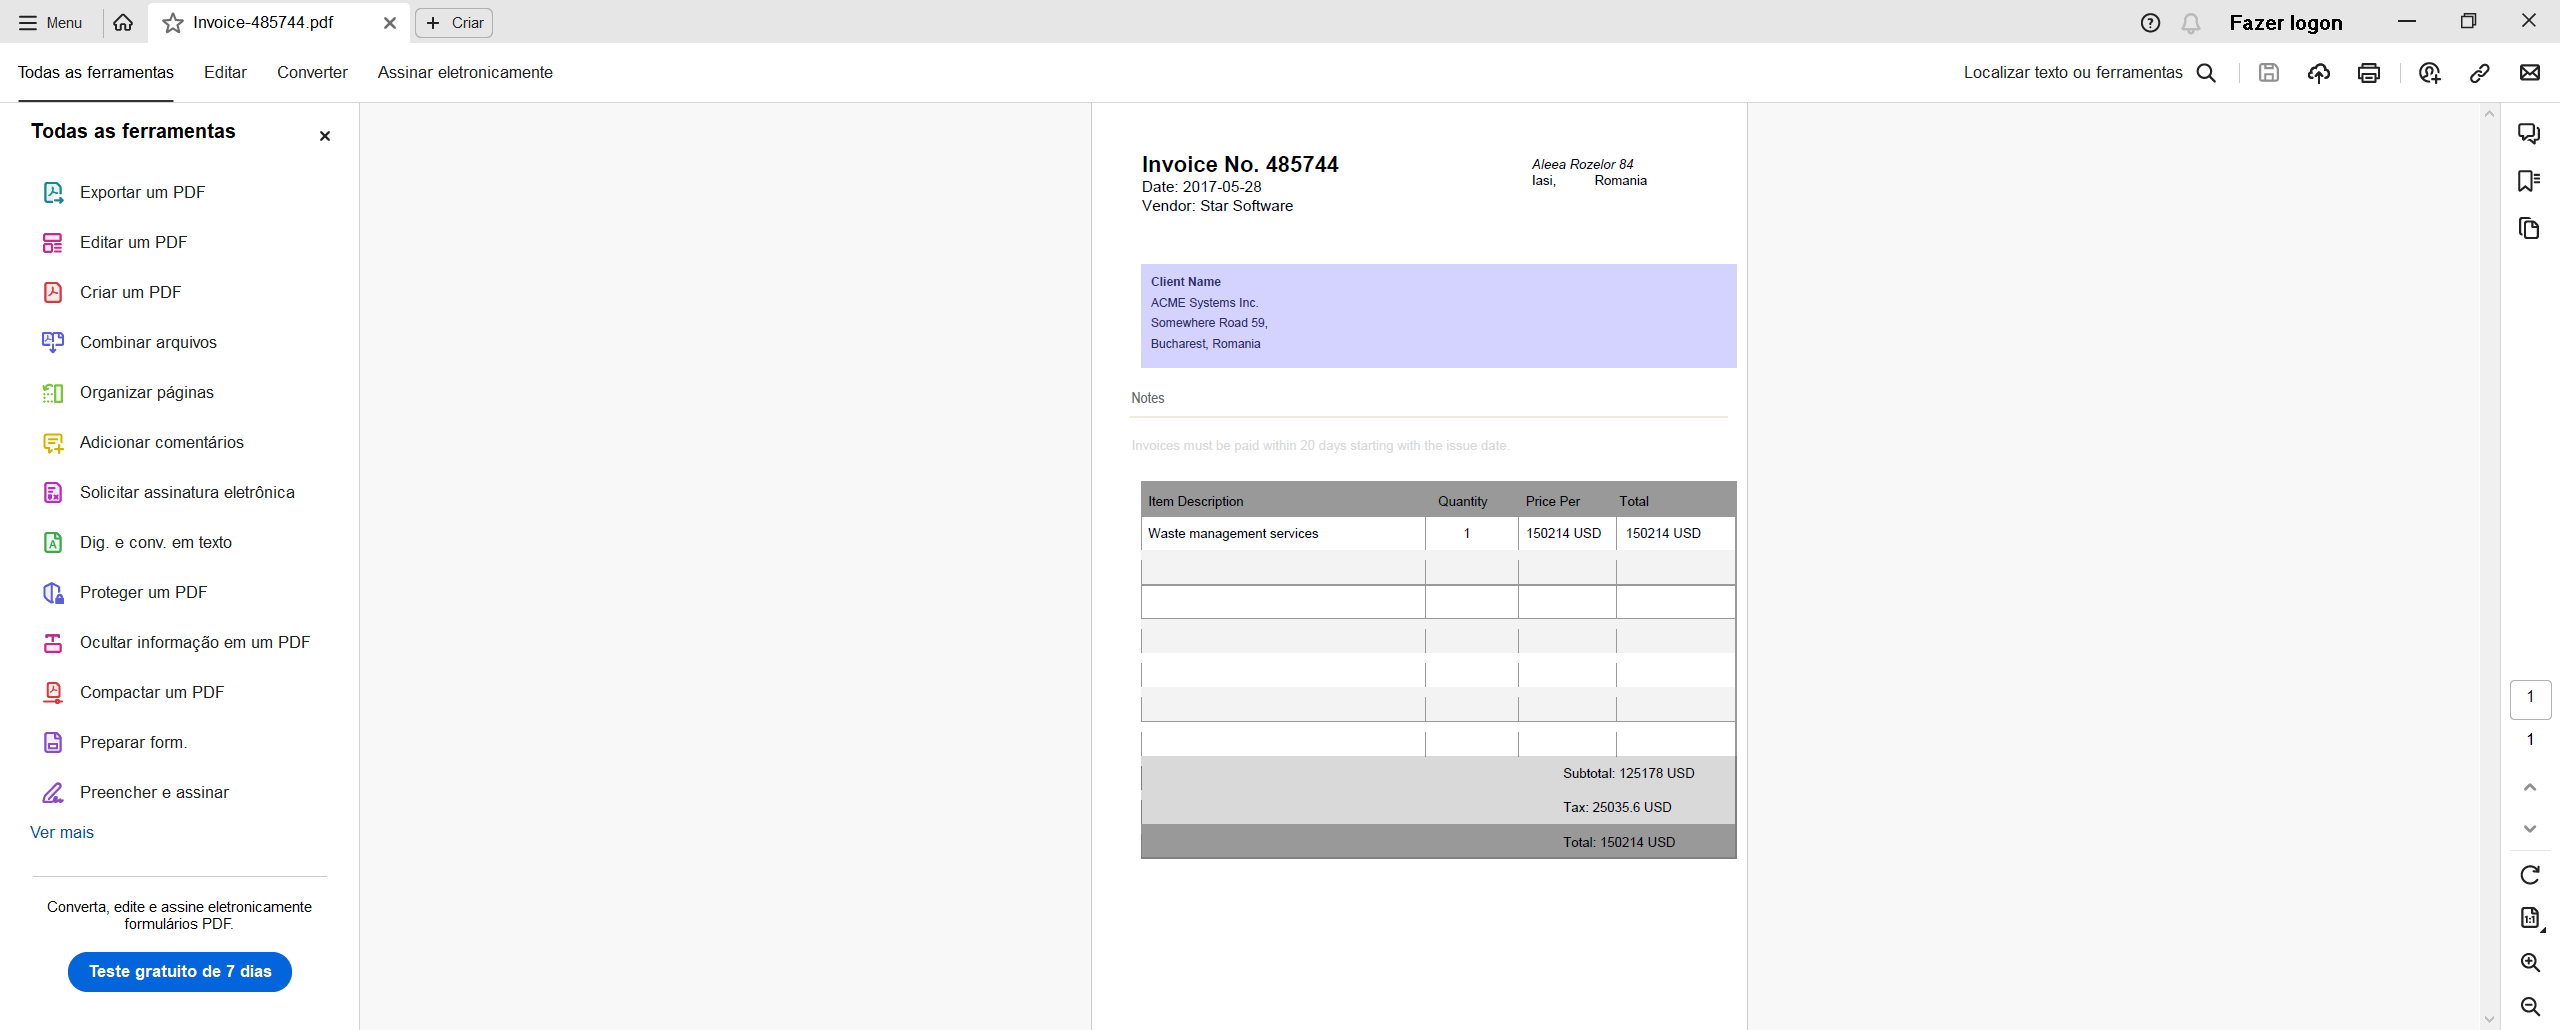 Menu
Invoice-485744.pdf
Criar
Fazer logon
Todas as ferramentas
Editar
Converter
Assinar eletronicamente
Localizar texto ou ferramentas
Todas as ferramentas
Exportar um PDF
Editar um PDF
Criar um PDF
Combinar arquivos
Organizar páginas
Adicionar comentários
Solicitar assinatura eletrônica
Dig. e conv. em texto
Proteger um PDF
Ocultar informação em um PDF
Compactar um PDF
Preparar form.
Preencher e assinar
Ver mais
Converta, edite e assine eletronicamente
formulários PDF.
Teste gratuito de 7 dias
Invoice No. 485744
Date: 2017-05-28
Vendor: Star Software
Aleea Rozelor 84
Iasi, Romania
Client Name
ACME Systems Inc.
Somewhere Road 59,
Bucharest, Romania
Notes
Invoices must be paid within 20 days starting with the issue date.
Item Description Quantity Price Per Total
Waste management services 1 150214 USD 150214 USD
Subtotal: 125178 USD
Tax: 25035.6 USD
Total: 150214 USD
1
1
1:1